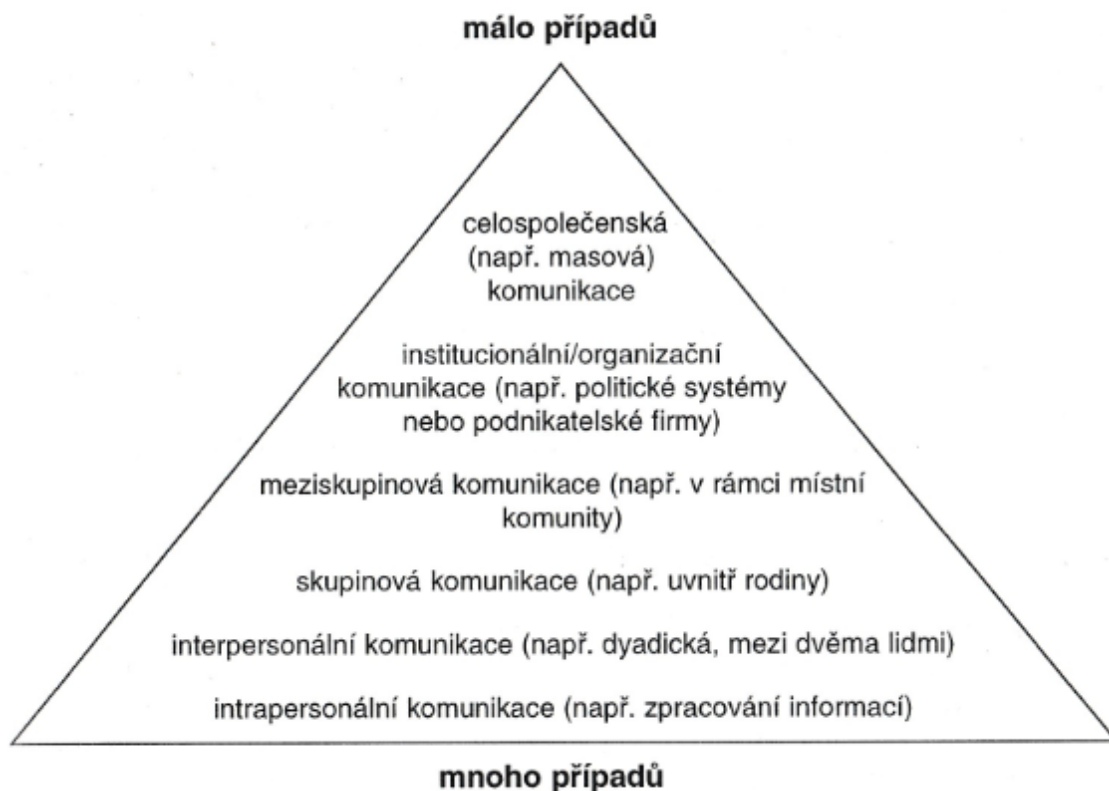 málo případů
celospolečenská
(např. masová)
komunikace
institucionální/organizační
komunikace (např. politické systémy
nebo podnikatelské firmy)
meziskupinová komunikace (např. v rámci místní
komunity)
skupinová komunikace (např. uvnitř rodiny)
interpersonální komunikace (např. dyadická, mezi dvěma lidmi)
intrapersonální komunikace (např. zpracování informací)
mnoho případů